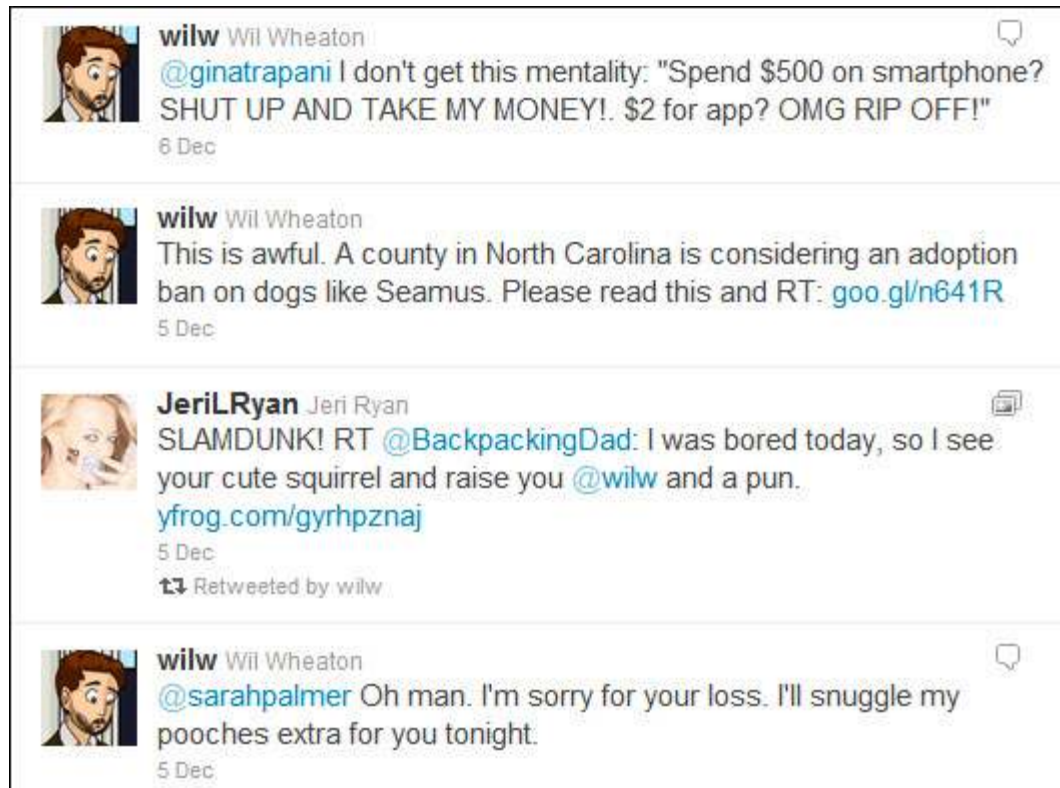 wilw Wil Wheaton
@ginatrapani I don't get this mentality: "Spend $500 on smartphone?
SHUT UP AND TAKE MY MONEY!. $2 for app? OMG RIP OFF!"
6 Dec
wilw Wil Wheaton
This is awful. A county in North Carolina is considering an adoption
ban on dogs like Seamus. Please read this and RT: goo.gl/n641R
5 Dec
JeriLRyan Jeri Ryan
SLAMDUNK! RT @BackpackingDad: I was bored today, so I see
your cute squirrel and raise you @wilw and a pun.
yfrog.com/gyrhpznaj
5 Dec
Retweeted by wilw
wilw Wil Wheaton
@sarahpalmer Oh man. I'm sorry for your loss. I'll snuggle my
pooches extra for you tonight.
5 Dec